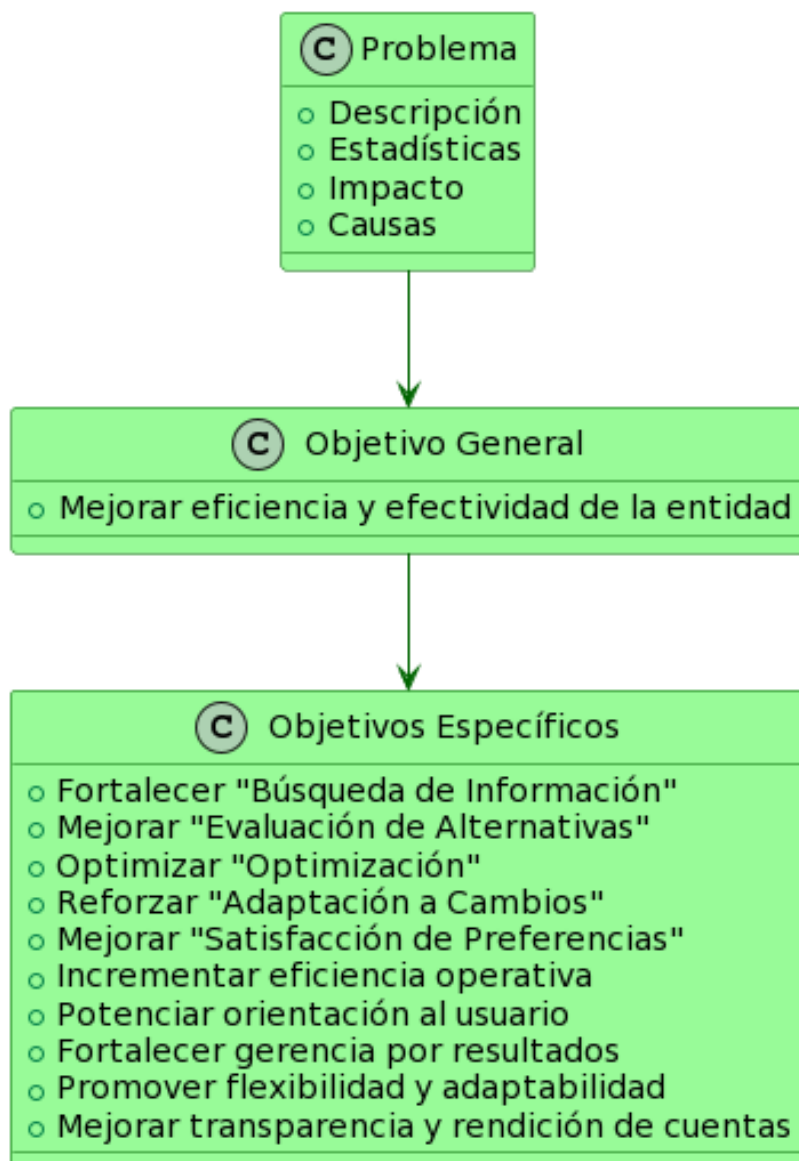 C Problema
Descripción
Estadísticas
Impacto
Causas
C Objetivo General
Mejorar eficiencia y efectividad de la entidad
C Objetivos Específicos
Fortalecer "Búsqueda de Información"
Mejorar "Evaluación de Alternativas"
Optimizar "Optimización"
Reforzar "Adaptación a Cambios"
Mejorar "Satisfacción de Preferencias"
Incrementar eficiencia operativa
Potenciar orientación al usuario
Fortalecer gerencia por resultados
Promover flexibilidad y adaptabilidad
Mejorar transparencia y rendición de cuentas